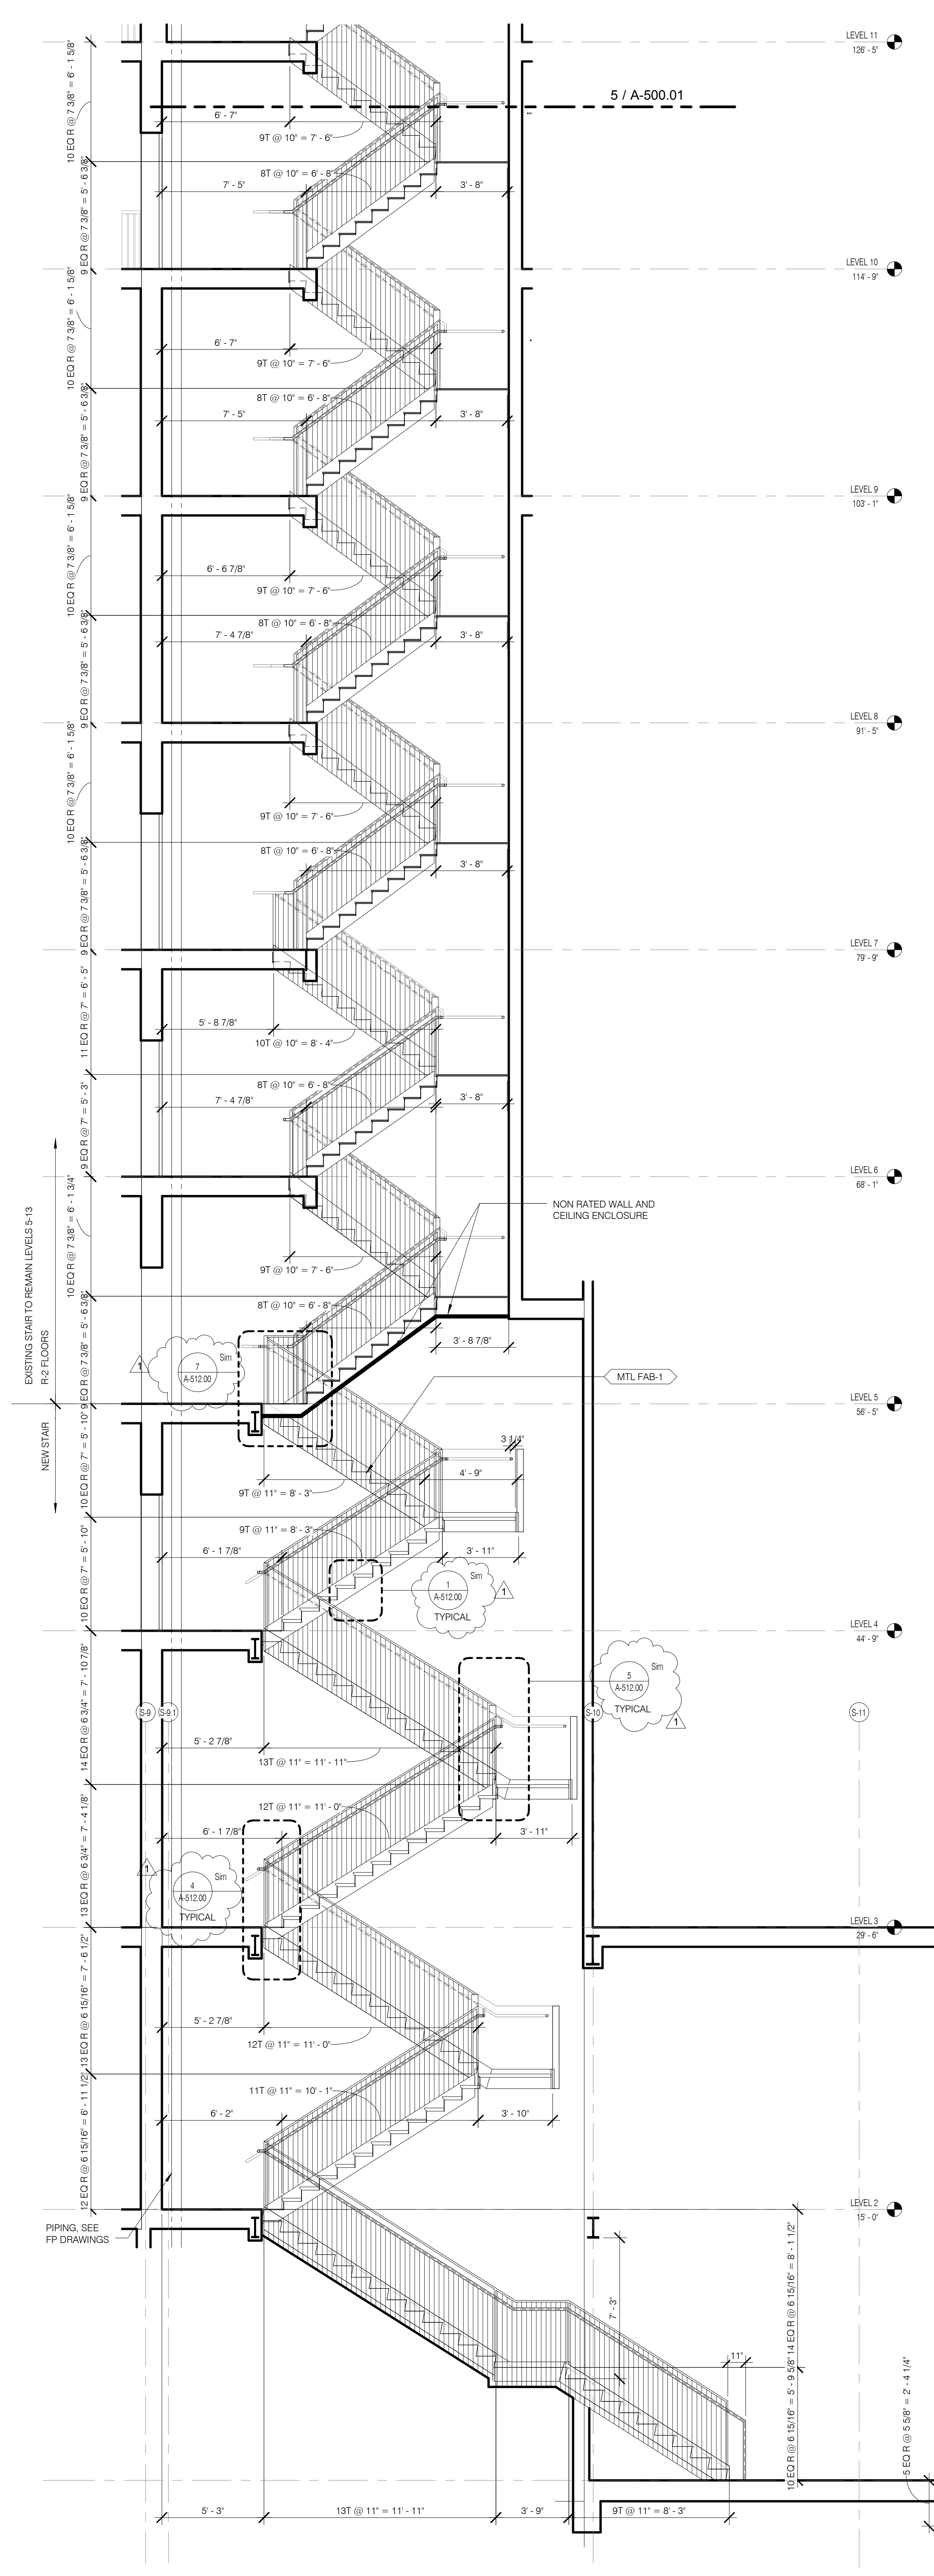 LEVEL 11
126' - 5"
5 / A-500.01
10 EQ R @ 7 3/8" = 6' - 1 5/8"
6' - 7"
9T @ 10" = 7' - 6"
8T @ 10" = 6' - 8"
7' - 5"
3' - 8"
9 EQ R @ 7 3/8" = 5' - 6 3/8"
LEVEL 10
114' - 9"
10 EQ R @ 7 3/8" = 6' - 1 5/8"
6' - 7"
9T @ 10" = 7' - 6"
8T @ 10" = 6' - 8"
7' - 5"
3' - 8"
9 EQ R @ 7 3/8" = 5' - 6 3/8"
LEVEL 9
103' - 1"
10 EQ R @ 7 3/8" = 6' - 1 5/8"
6' - 6 7/8"
9T @ 10" = 7' - 6"
8T @ 10" = 6' - 8"
7' - 4 7/8"
3' - 8"
9 EQ R @ 7 3/8" = 5' - 6 3/8"
LEVEL 8
91' - 5"
10 EQ R @ 7 3/8" = 6' - 1 5/8"
9T @ 10" = 7' - 6"
8T @ 10" = 6' - 8"
3' - 8"
9 EQ R @ 7 3/8" = 5' - 6 3/8"
LEVEL 7
79' - 9"
11 EQ R @ 7" = 6' - 5"
5' - 8 7/8"
10T @ 10" = 8' - 4"
8T @ 10" = 6' - 8"
7' - 4 7/8"
3' - 8"
9 EQ R @ 7" = 5' - 3"
LEVEL 6
68' - 1"
10 EQ R @ 7 3/8" = 6' - 1 3/4"
NON RATED WALL AND
CEILING ENCLOSURE
EXISTING STAIR TO REMAIN LEVELS 5-13
R-2 FLOORS
9T @ 10" = 7' - 6"
8T @ 10" = 6' - 8"
9 EQ R @ 7 3/8" = 5' - 6 3/8"
3' - 8 7/8"
1
7
A-512.00
Sim
MTL FAB-1
LEVEL 5
56' - 5"
NEW STAIR
10 EQ R @ 7" = 5' - 10"
3 1/4"
4' - 9"
9T @ 11" = 8' - 3"
9T @ 11" = 8' - 3"
6' - 1 7/8"
3' - 11"
10 EQ R @ 7" = 5' - 10"
1
A-512.00
Sim
TYPICAL
1
LEVEL 4
44' - 9"
14 EQ R @ 6 3/4" = 7' - 10 7/8"
5
A-512.00
Sim
TYPICAL
1
S-9
S-9.1
S-10
S-11
5' - 2 7/8"
13T @ 11" = 11' - 11"
12T @ 11" = 11' - 0"
6' - 1 7/8"
3' - 11"
13 EQ R @ 6 3/4" = 7' - 4 1/8"
1
4
A-512.00
Sim
TYPICAL
LEVEL 3
29' - 6"
13 EQ R @ 6 15/16" = 7' - 6 1/2"
5' - 2 7/8"
12T @ 11" = 11' - 0"
11T @ 11" = 10' - 1"
6' - 2"
3' - 10"
12 EQ R @ 6 15/16" = 6' - 11 1/2"
LEVEL 2
15' - 0"
PIPING, SEE
FP DRAWINGS
7' - 3"
14 EQ R @ 6 15/16" = 8' - 1 1/2"
11"
10 EQ R @ 6 15/16" = 5' - 9 5/8"
5 EQ R @ 5 5/8" = 2' - 4 1/4"
5' - 3"
13T @ 11" = 11' - 11"
3' - 9"
9T @ 11" = 8' - 3"